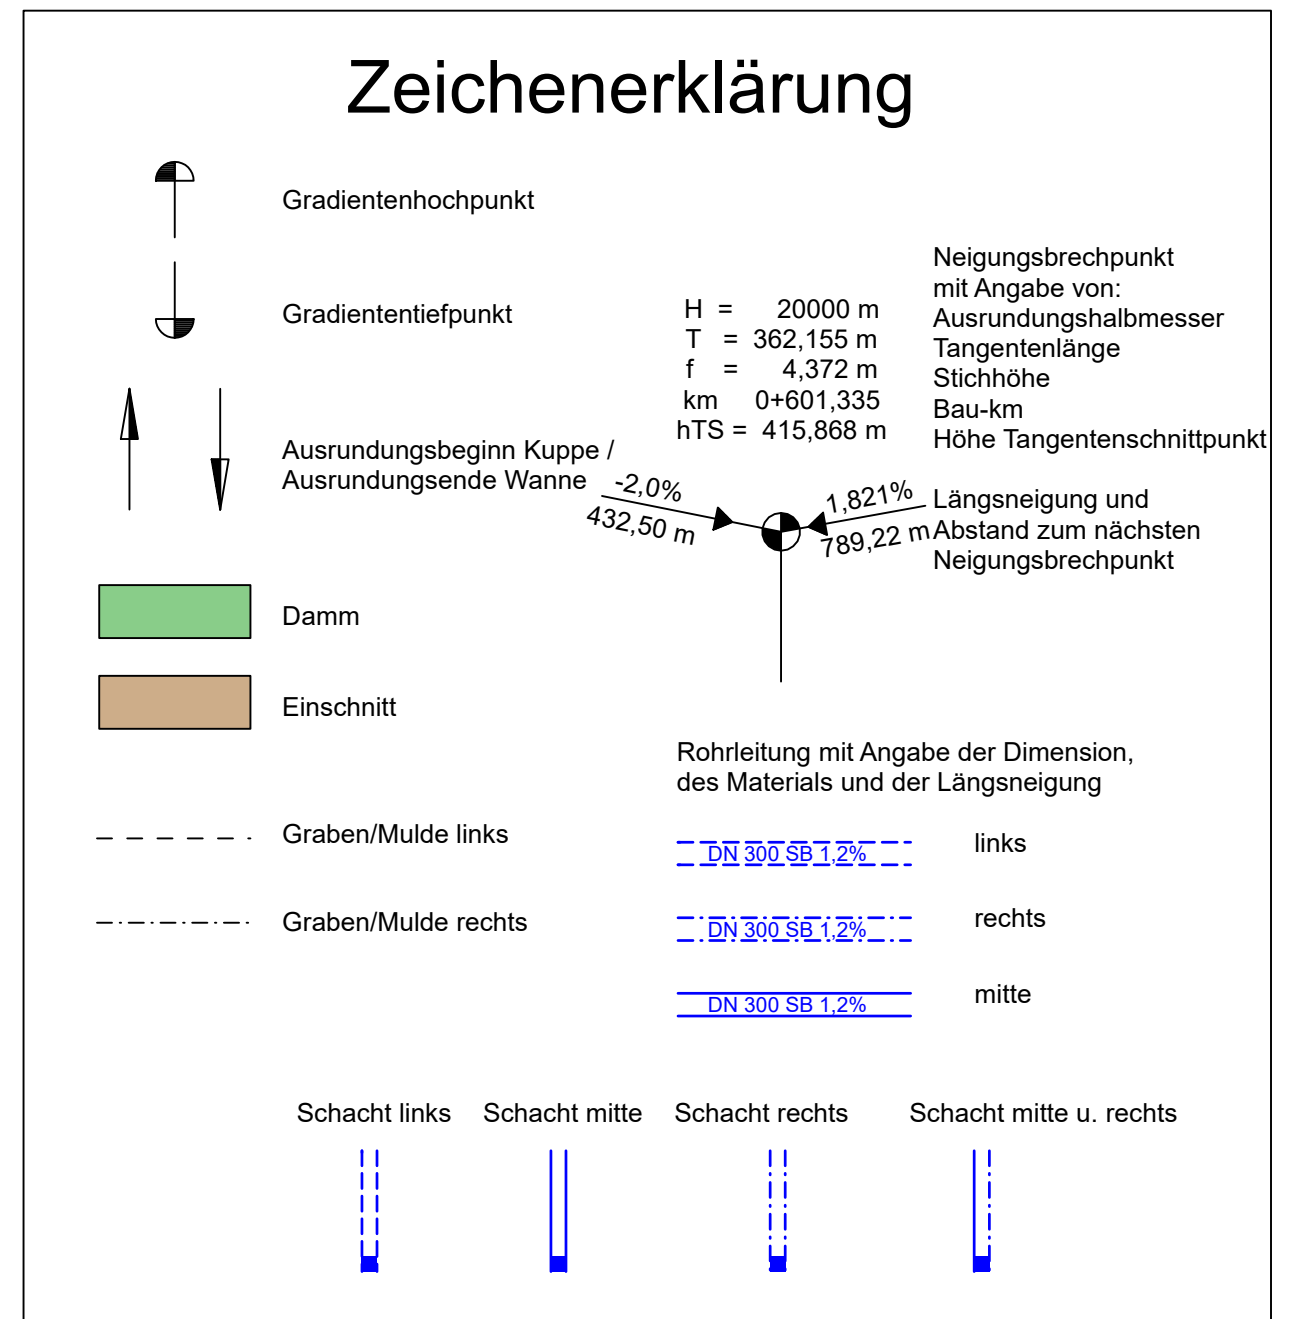 Zeichenerklärung
Gradientenhochpunkt
Gradiententiefpunkt
Ausrundungsbeginn Kuppe /
Ausrundungsende Wanne
H = 20000 m
T = 362,155 m
f = 4,372 m
km 0+601,335
hTS = 415,868 m
Neigungsbrechpunkt
mit Angabe von:
Ausrundungshalbmesser
Tangentenlänge
Stichhöhe
Bau-km
Höhe Tangentenschnittpunkt
-2,0%
432,50 m
1,821%
789,22 m
Längsneigung und
Abstand zum nächsten
Neigungsbrechpunkt
Damm
Einschnitt
Graben/Mulde links
Graben/Mulde rechts
Rohrleitung mit Angabe der Dimension,
des Materials und der Längsneigung
DN 300 SB 1,2% links
DN 300 SB 1,2% rechts
DN 300 SB 1,2% mitte
Schacht links Schacht mitte Schacht rechts Schacht mitte u. rechts